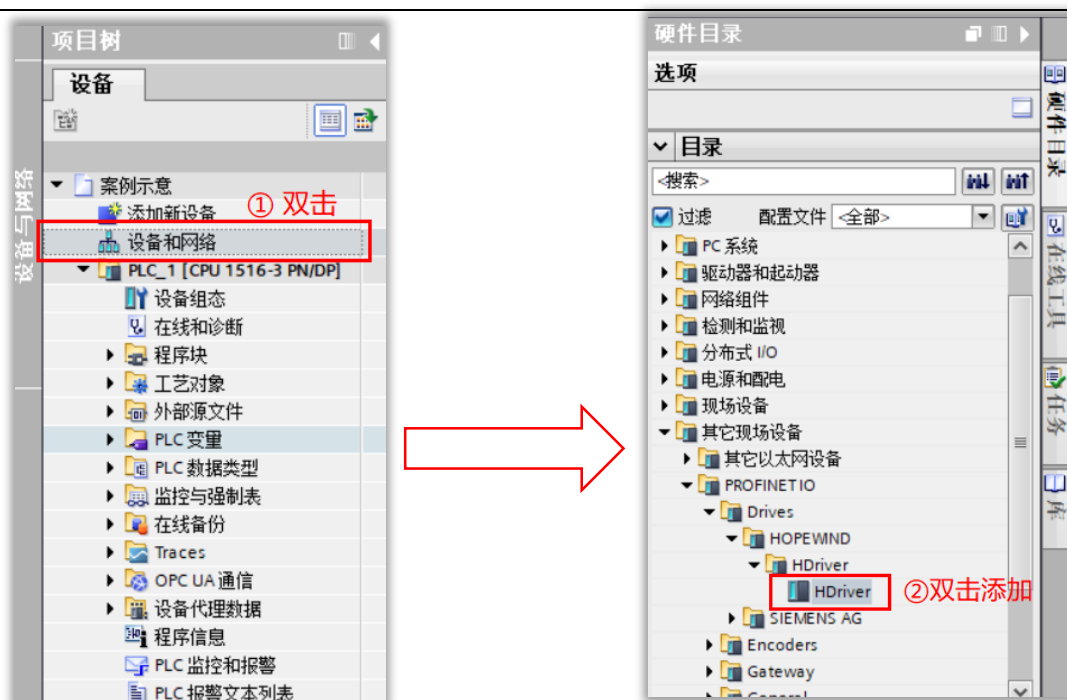 项目树
设备
设备与网络
案例示意
添加新设备
① 双击
设备和网络
PLC_1 [CPU 1516-3 PN/DP]
设备组态
在线和诊断
程序块
工艺对象
外部源文件
PLC 变量
PLC 数据类型
监控与强制表
在线备份
Traces
OPC UA 通信
设备代理数据
程序信息
PLC 监控和报警
PLC 报警文本列表
硬件目录
选项
目录
<搜索>
过滤
配置文件
<全部>
PC 系统
驱动器和起动器
网络组件
检测和监视
分布式 I/O
电源和配电
现场设备
其它现场设备
其它以太网设备
PROFINET IO
Drives
HOPEWIND
HDriver
HDriver
②双击添加
SIEMENS AG
Encoders
Gateway
General
硬件目录
在线工具
任务
库